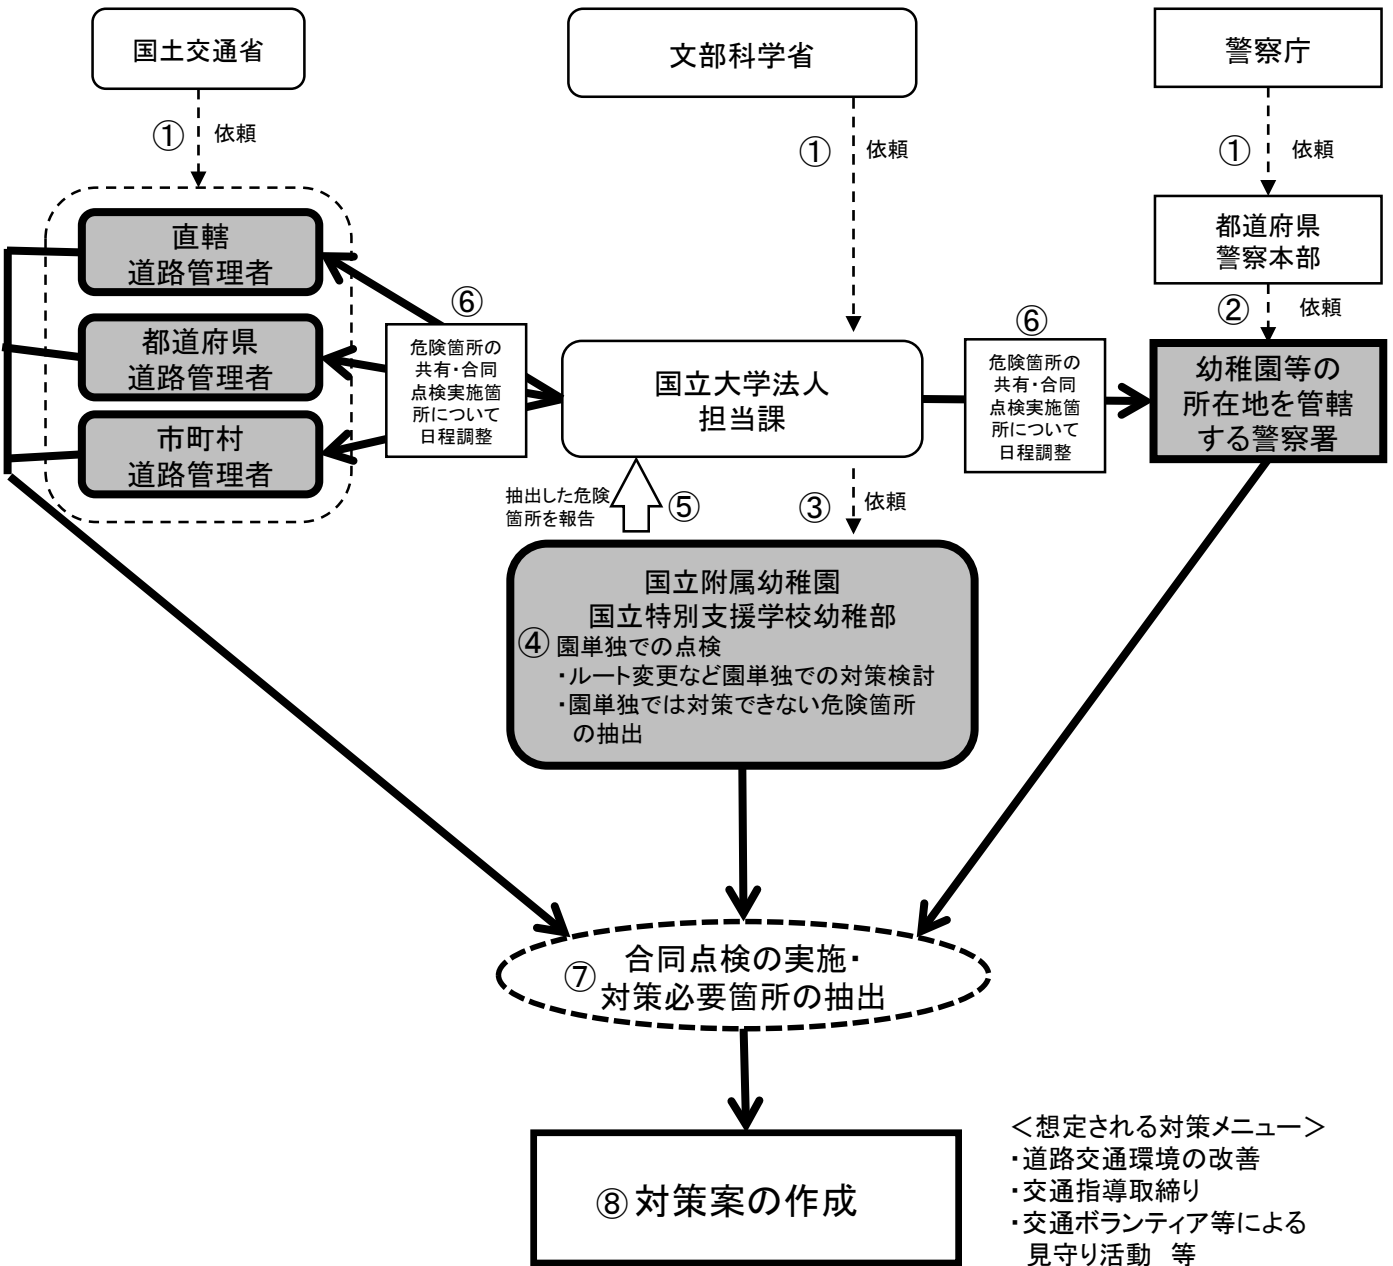 国土交通省
文部科学省
警察庁
① 依頼
① 依頼
① 依頼
直轄
道路管理者
都道府県
道路管理者
市町村
道路管理者
都道府県
警察本部
② 依頼
⑥
危険箇所の
共有・合同
点検実施箇
所について
日程調整
国立大学法人
担当課
⑥
危険箇所の
共有・合同
点検実施箇
所について
日程調整
幼稚園等の
所在地を管轄
する警察署
抽出した危険
箇所を報告
⑤
③ 依頼
国立附属幼稚園
国立特別支援学校幼稚部
④ 園単独での点検
・ルート変更など園単独での対策検討
・園単独では対策できない危険箇所
の抽出
⑦
合同点検の実施・
対策必要箇所の抽出
⑧ 対策案の作成
＜想定される対策メニュー＞
・道路交通環境の改善
・交通指導取締り
・交通ボランティア等による
見守り活動　等